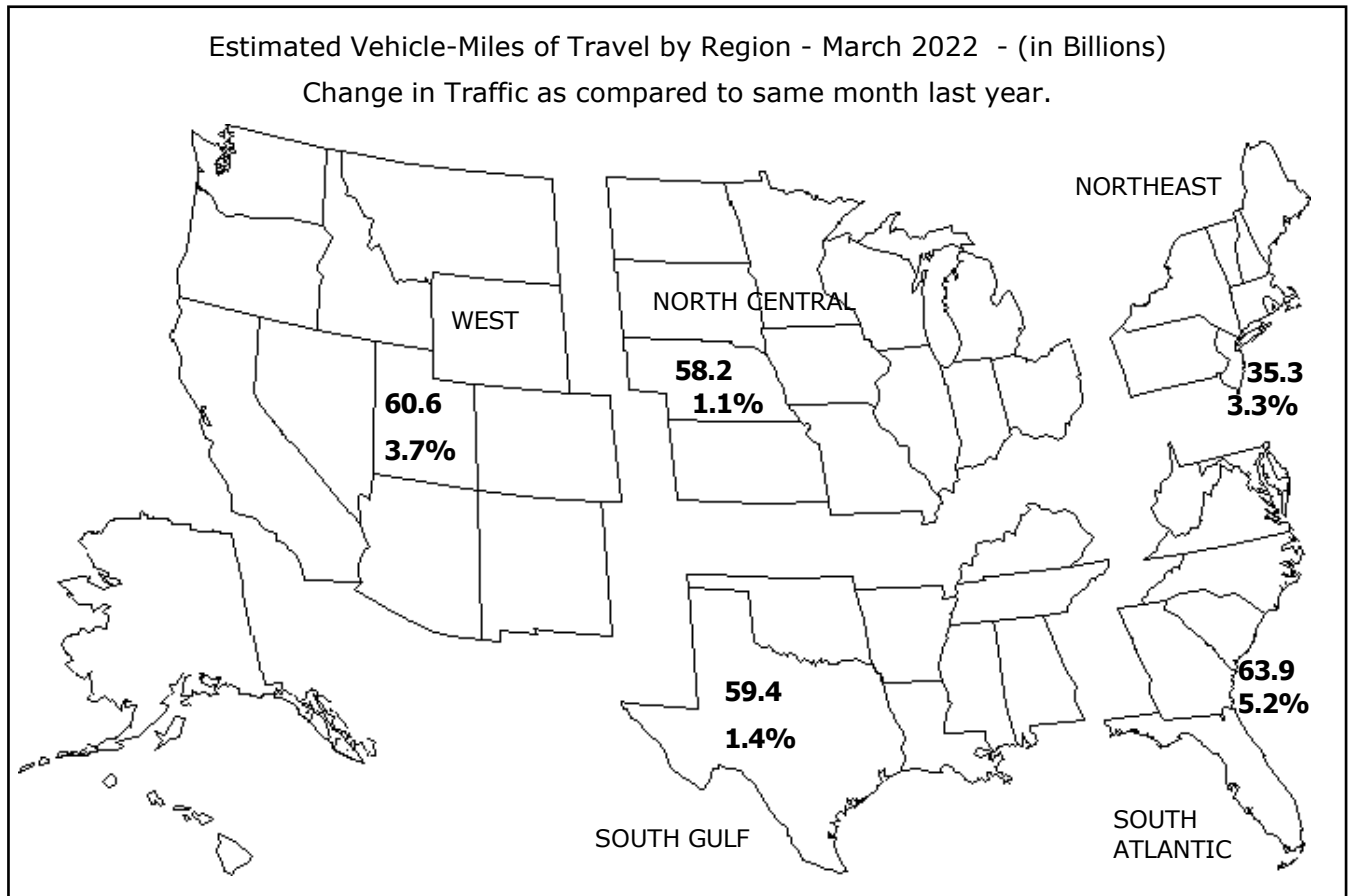 Estimated Vehicle-Miles of Travel by Region - March 2022 - (in Billions)
Change in Traffic as compared to same month last year.
NORTHEAST
WEST
NORTH CENTRAL
58.2
1.1%
35.3
3.3%
60.6
3.7%
63.9
5.2%
59.4
1.4%
SOUTH GULF
SOUTH
ATLANTIC